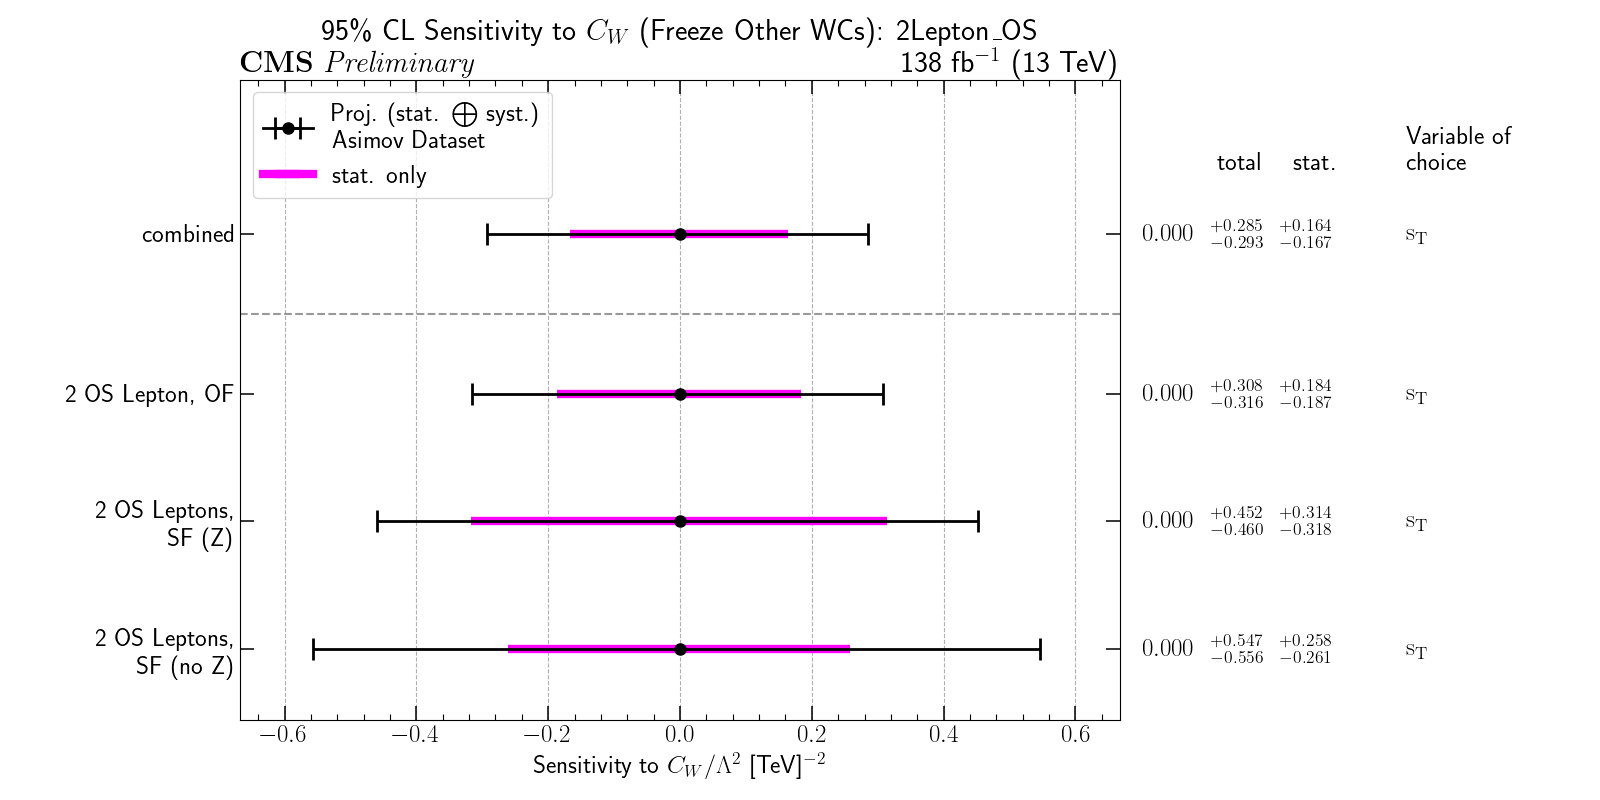 95% CL Sensitivity to C_W (Freeze Other WCs): 2Lepton_OS
CMS Preliminary 138 fb⁻¹ (13 TeV)
Proj. (stat. ⨁ syst.)
Asimov Dataset
stat. only
Variable of
total stat. choice
combined 0.000 +0.285 −0.293 +0.164 −0.167 s_T
2 OS Lepton, OF 0.000 +0.308 −0.316 +0.184 −0.187 s_T
2 OS Leptons,
SF (Z) 0.000 +0.452 −0.460 +0.314 −0.318 s_T
2 OS Leptons,
SF (no Z) 0.000 +0.547 −0.556 +0.258 −0.261 s_T
−0.6 −0.4 −0.2 0.0 0.2 0.4 0.6
Sensitivity to C_W/Λ² [TeV]⁻²